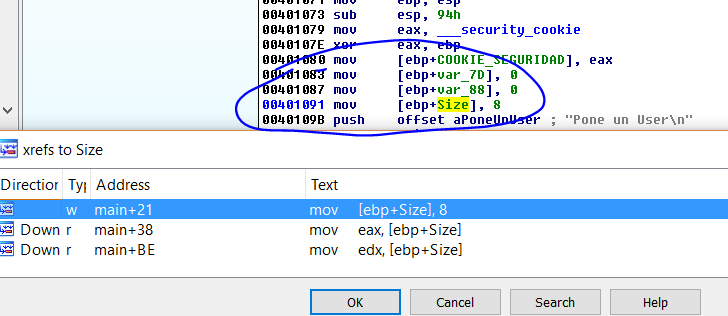 00401071 mov ebp, esp
00401073 sub esp, 94h
00401079 mov eax, ___security_cookie
0040107E xor eax, ebp
00401080 mov [ebp+COOKIE_SEGURIDAD], eax
00401083 mov [ebp+var_7D], 0
00401087 mov [ebp+var_88], 0
00401091 mov [ebp+Size], 8
0040109B push offset aPoneUnUser ; "Pone un User\n"
xrefs to Size
Direction Typ Address Text
w main+21 mov [ebp+Size], 8
Down r main+38 mov eax, [ebp+Size]
Down r main+BE mov edx, [ebp+Size]
OK Cancel Search Help